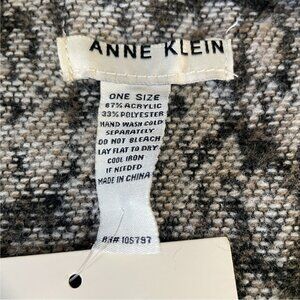 ANNE KLEIN
ONE SIZE
67% ACRYLIC
33% POLYESTER
HAND WASH COLD
SEPARATELY
DO NOT BLEACH
LAY FLAT TO DRY
COOL IRON
IF NEEDED
MADE IN CHINA
106797